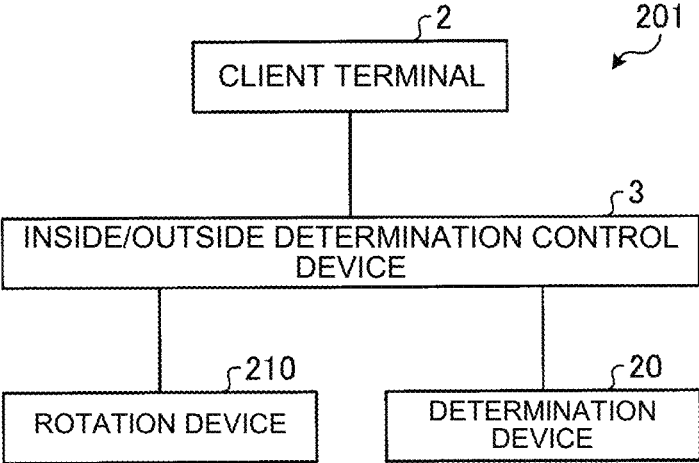 2
201
CLIENT TERMINAL
3
INSIDE/OUTSIDE DETERMINATION CONTROL
DEVICE
210
20
ROTATION DEVICE
DETERMINATION
DEVICE